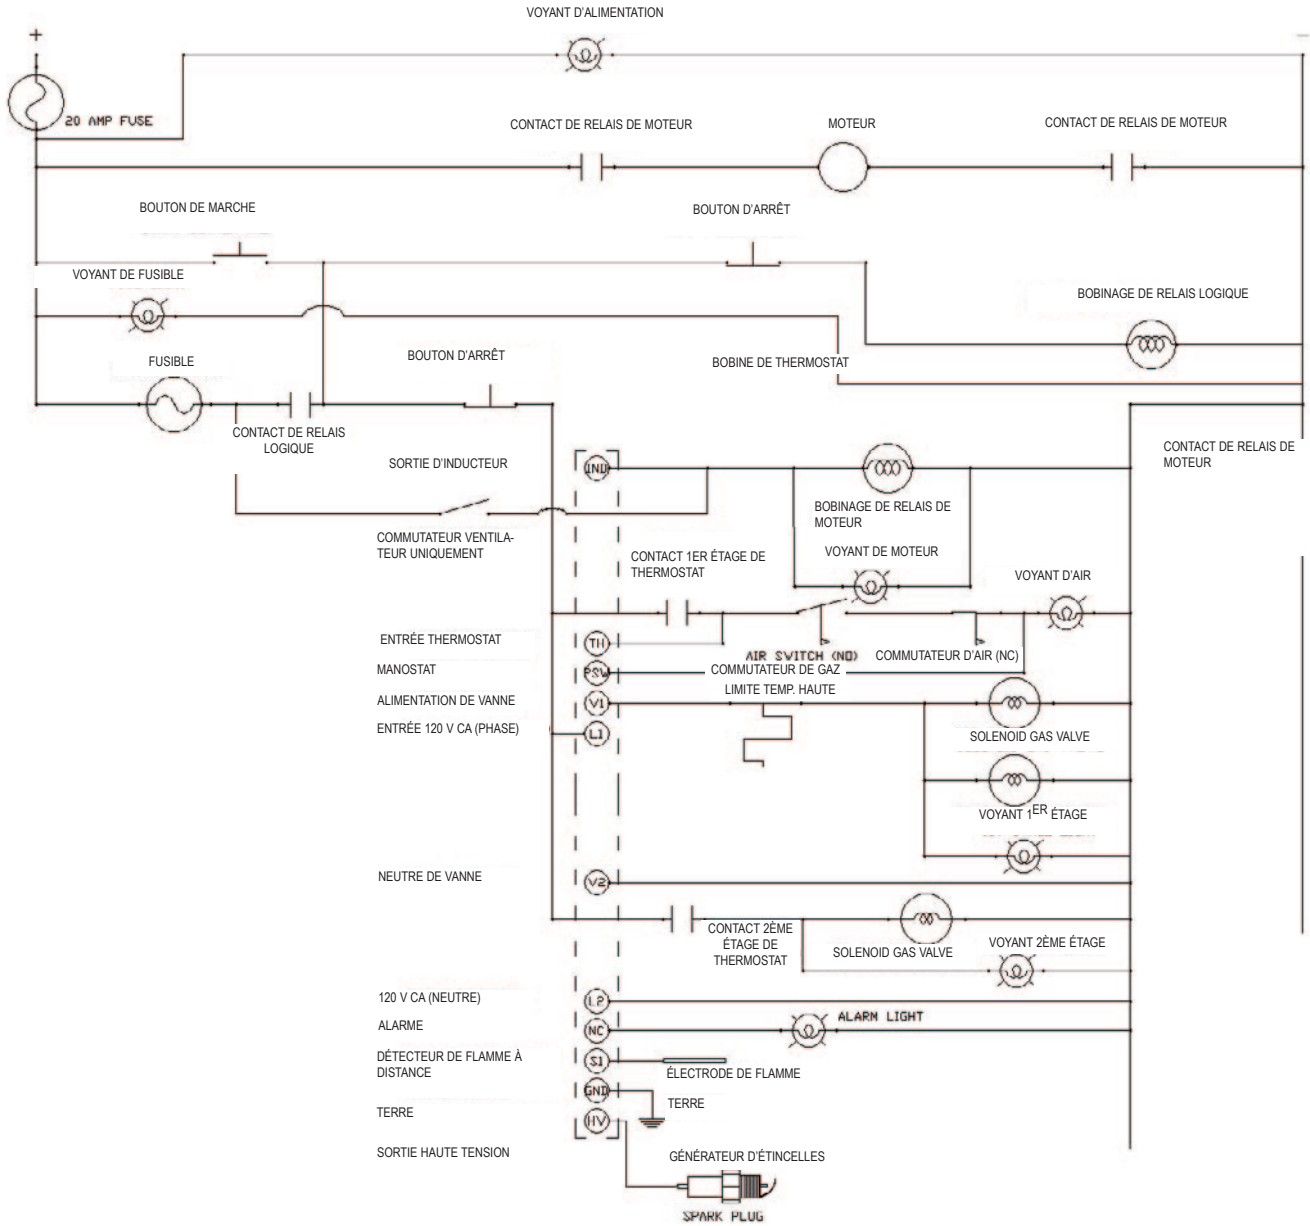 VOYANT D'ALIMENTATION
+
−
20 AMP FUSE
CONTACT DE RELAIS DE MOTEUR
MOTEUR
CONTACT DE RELAIS DE MOTEUR
BOUTON DE MARCHE
BOUTON D'ARRÊT
VOYANT DE FUSIBLE
BOBINAGE DE RELAIS LOGIQUE
FUSIBLE
BOUTON D'ARRÊT
BOBINE DE THERMOSTAT
CONTACT DE RELAIS
LOGIQUE
CONTACT DE RELAIS DE
MOTEUR
SORTIE D'INDUCTEUR
IND
BOBINAGE DE RELAIS DE
MOTEUR
COMMUTATEUR VENTILA-
TEUR UNIQUEMENT
CONTACT 1ER ÉTAGE DE
THERMOSTAT
VOYANT DE MOTEUR
VOYANT D'AIR
ENTRÉE THERMOSTAT
TH
AIR SWITCH (NO)
COMMUTATEUR D'AIR (NC)
MANOSTAT
PSW
COMMUTATEUR DE GAZ
LIMITE TEMP. HAUTE
ALIMENTATION DE VANNE
V1
ENTRÉE 120 V CA (PHASE)
L1
SOLENOID GAS VALVE
VOYANT 1ER ÉTAGE
NEUTRE DE VANNE
V2
CONTACT 2ÈME
ÉTAGE DE
THERMOSTAT
SOLENOID GAS VALVE
VOYANT 2ÈME ÉTAGE
120 V CA (NEUTRE)
L2
ALARME
NC
ALARM LIGHT
DÉTECTEUR DE FLAMME À
DISTANCE
S1
ÉLECTRODE DE FLAMME
GND
TERRE
TERRE
HV
SORTIE HAUTE TENSION
GÉNÉRATEUR D'ÉTINCELLES
SPARK PLUG